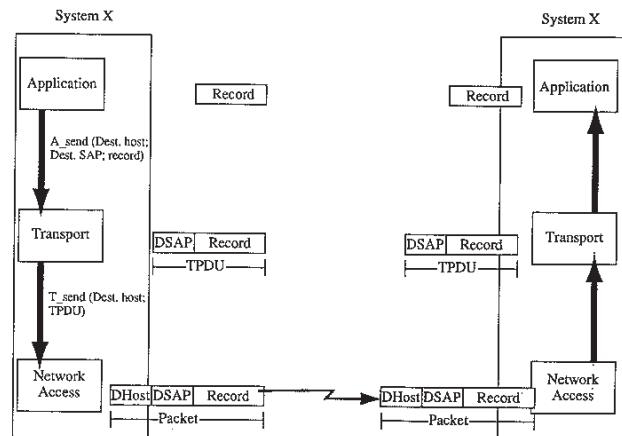 System X
System X
Application
Record
Record
Application
A_send (Dest. host;
Dest. SAP; record)
Transport
DSAP Record
TPDU
DSAP Record
TPDU
Transport
T_send (Dest. host;
TPDU)
Network
Access
DHost DSAP Record
Packet
DHost DSAP Record
Packet
Network
Access